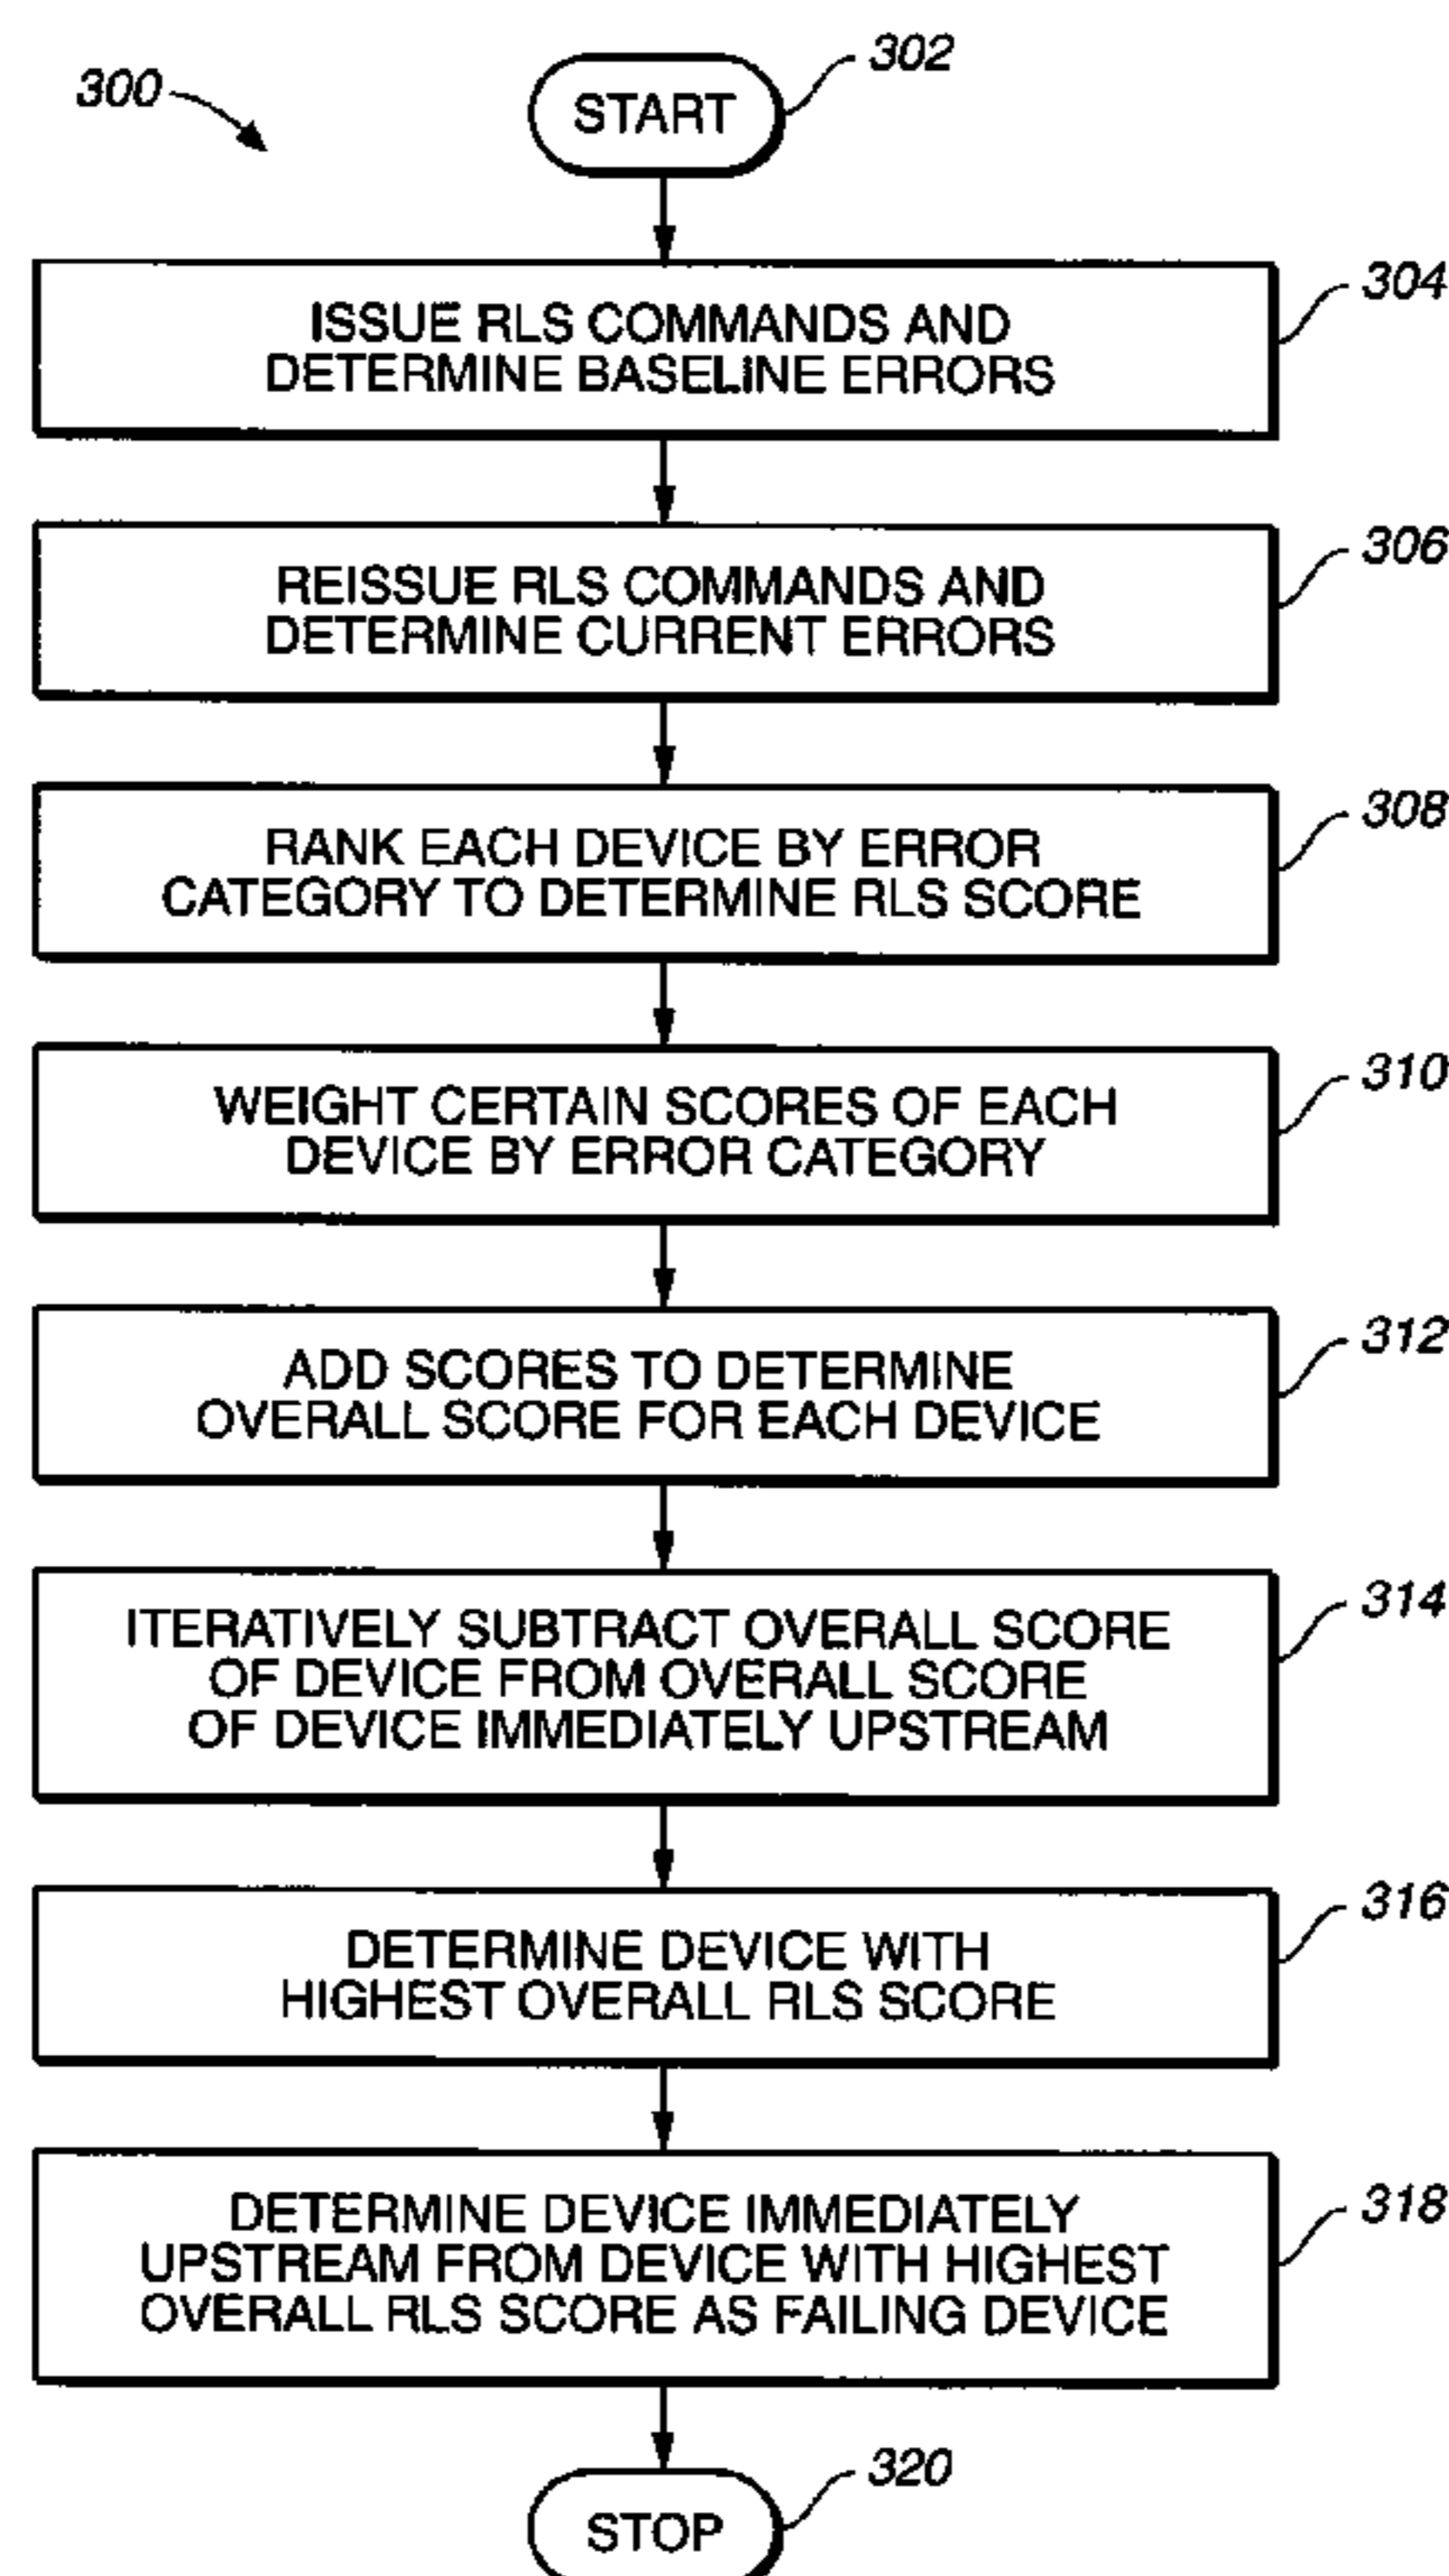 300
302
START
304
ISSUE RLS COMMANDS AND
DETERMINE BASELINE ERRORS
306
REISSUE RLS COMMANDS AND
DETERMINE CURRENT ERRORS
308
RANK EACH DEVICE BY ERROR
CATEGORY TO DETERMINE RLS SCORE
310
WEIGHT CERTAIN SCORES OF EACH
DEVICE BY ERROR CATEGORY
312
ADD SCORES TO DETERMINE
OVERALL SCORE FOR EACH DEVICE
314
ITERATIVELY SUBTRACT OVERALL SCORE
OF DEVICE FROM OVERALL SCORE
OF DEVICE IMMEDIATELY UPSTREAM
316
DETERMINE DEVICE WITH
HIGHEST OVERALL RLS SCORE
318
DETERMINE DEVICE IMMEDIATELY
UPSTREAM FROM DEVICE WITH HIGHEST
OVERALL RLS SCORE AS FAILING DEVICE
320
STOP